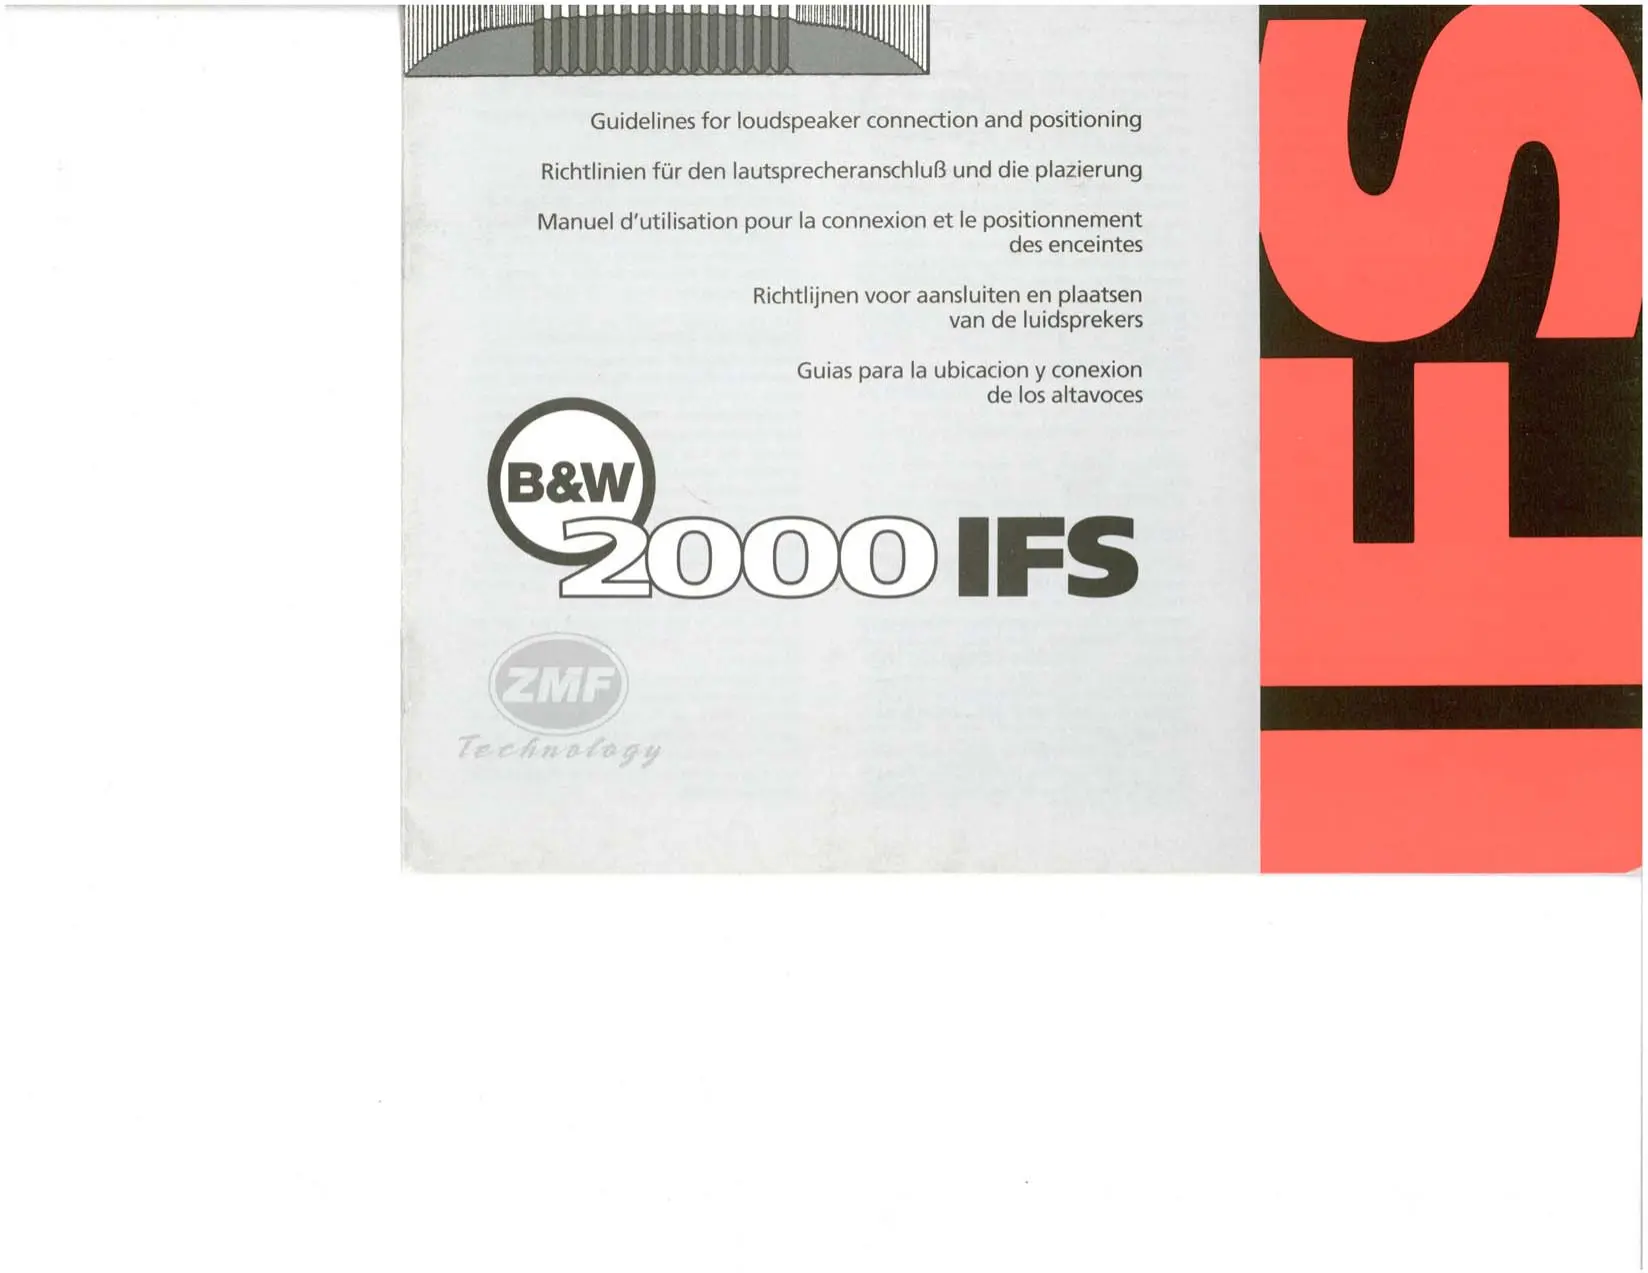 Guidelines for loudspeaker connection and positioning
Richtlinien für den lautsprecheranschluß und die plazierung
Manuel d'utilisation pour la connexion et le positionnement
des enceintes
Richtlijnen voor aansluiten en plaatsen
van de luidsprekers
Guias para la ubicacion y conexion
de los altavoces
B&W
2000 IFS
ZMF
Technology
IFS